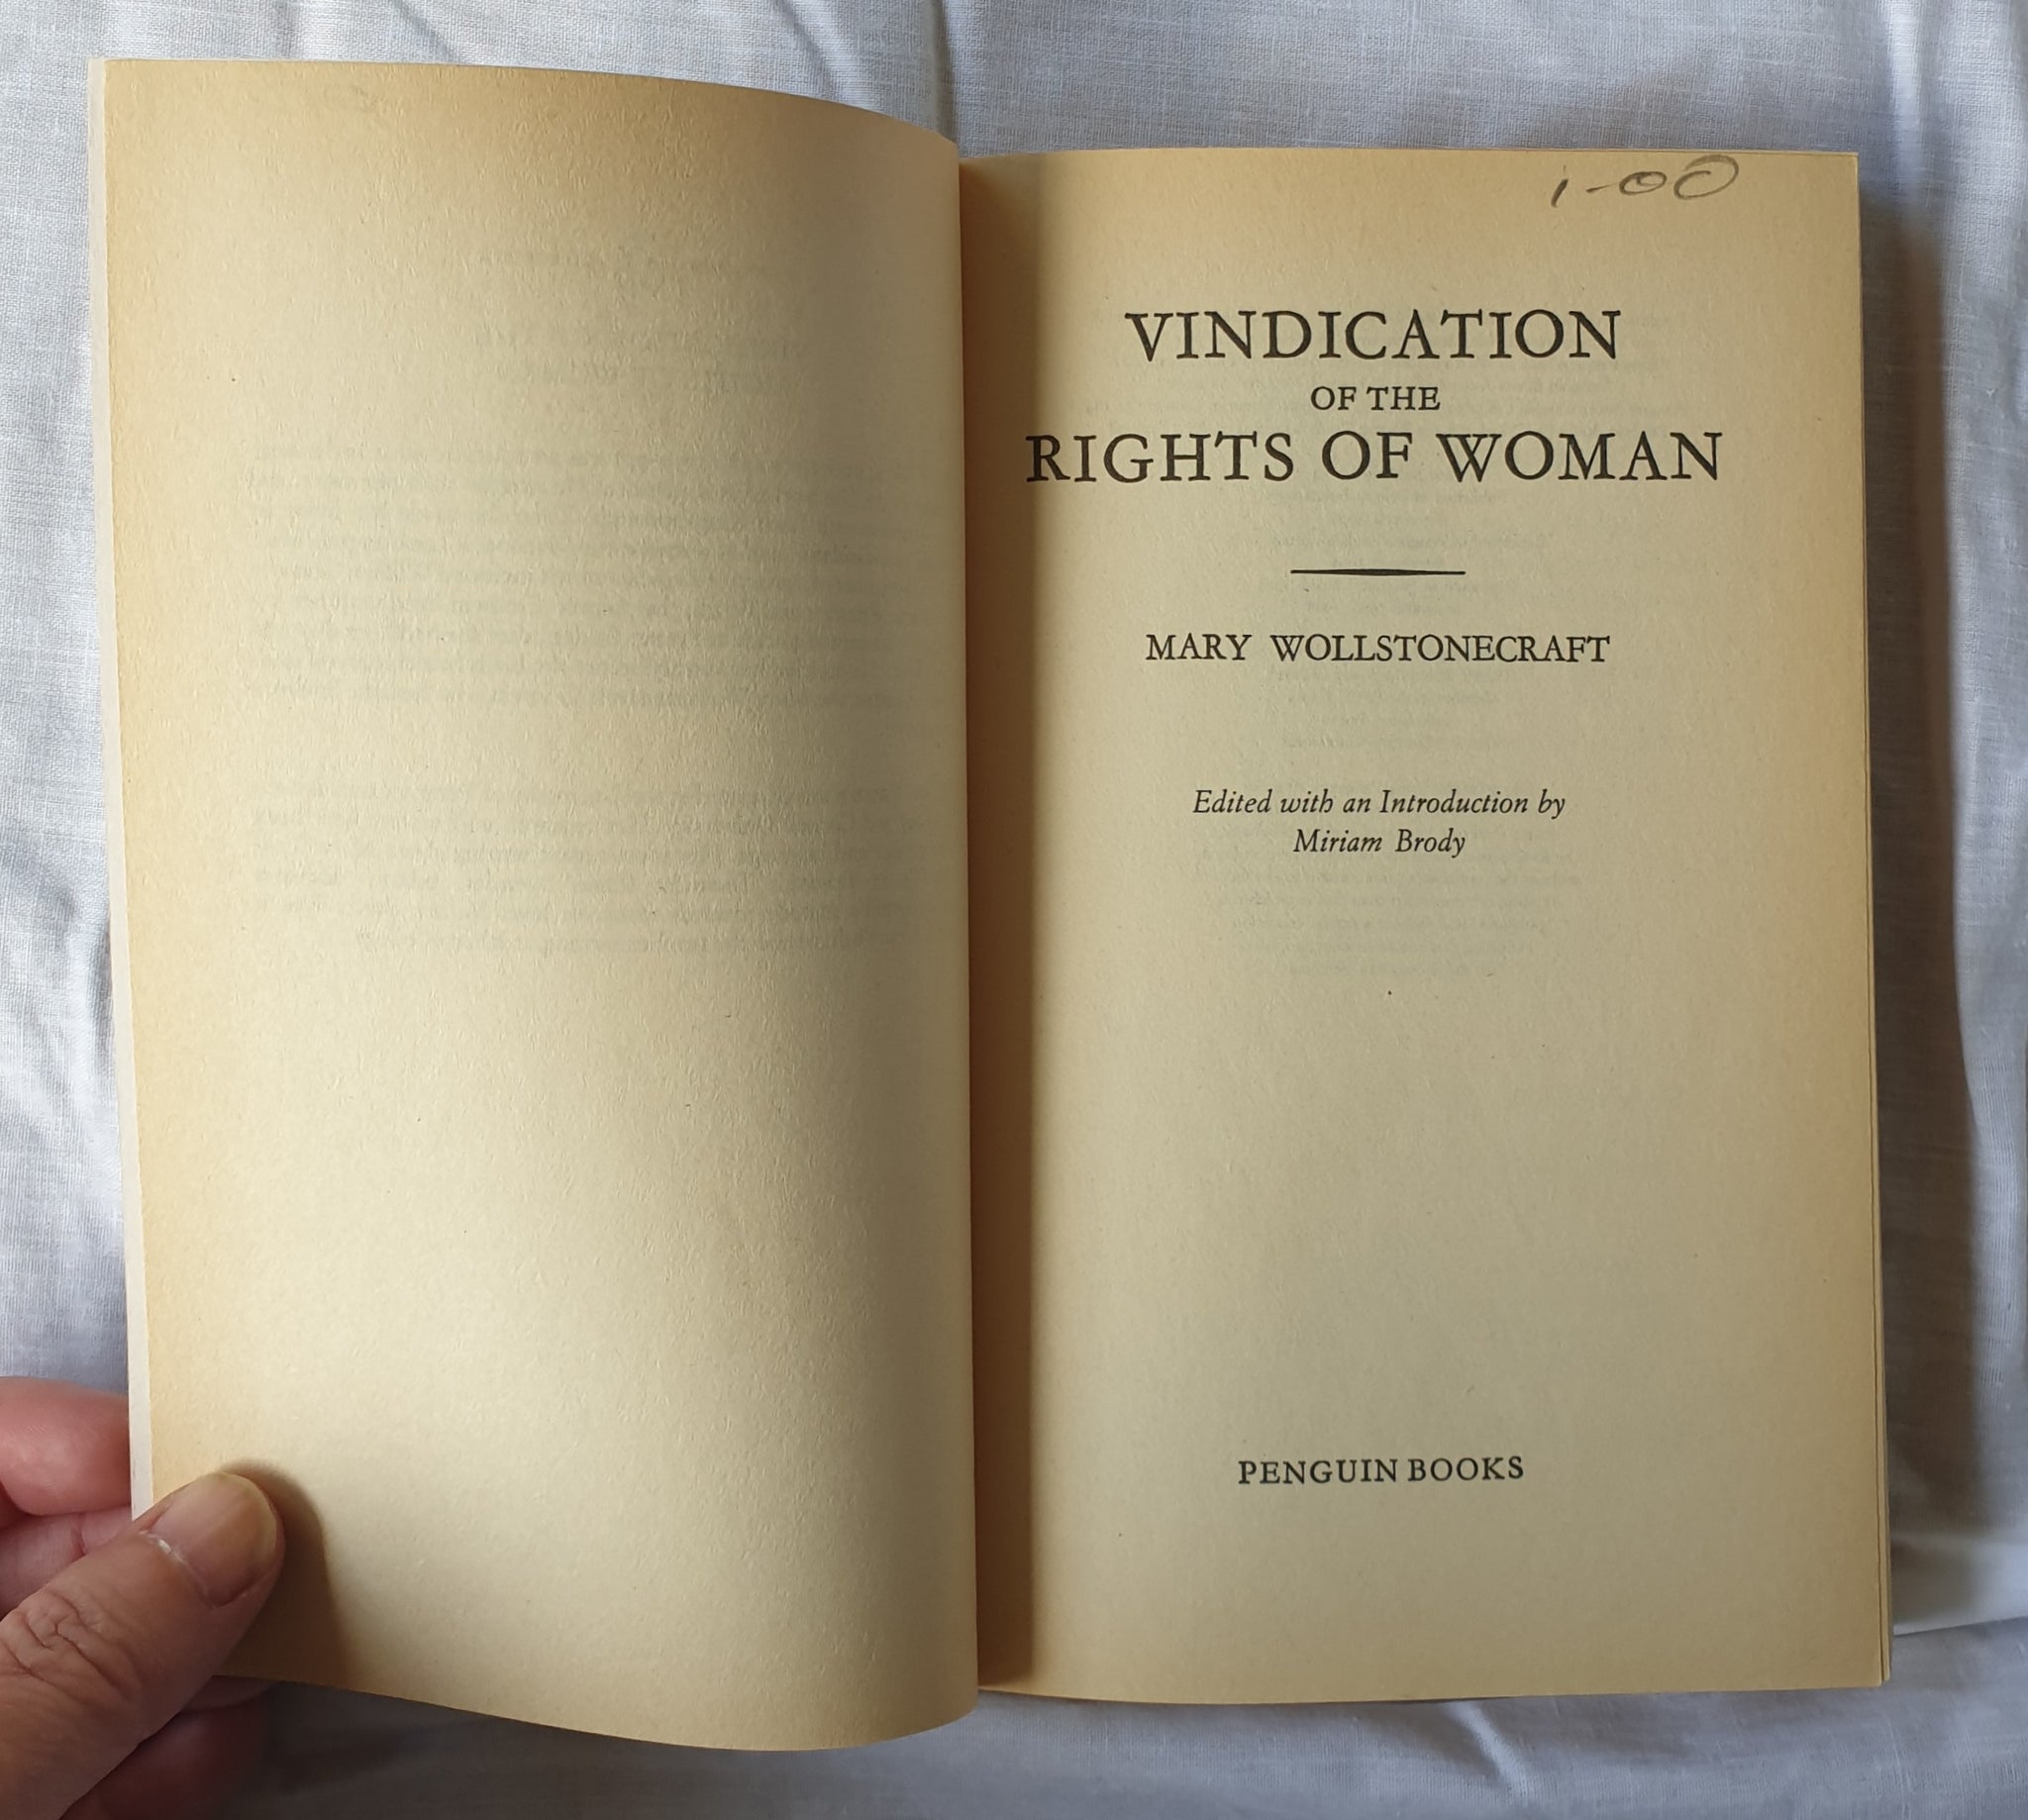 1-00
VINDICATION
OF THE
RIGHTS OF WOMAN
MARY WOLLSTONECRAFT
Edited with an Introduction by
Miriam Brody
PENGUIN BOOKS